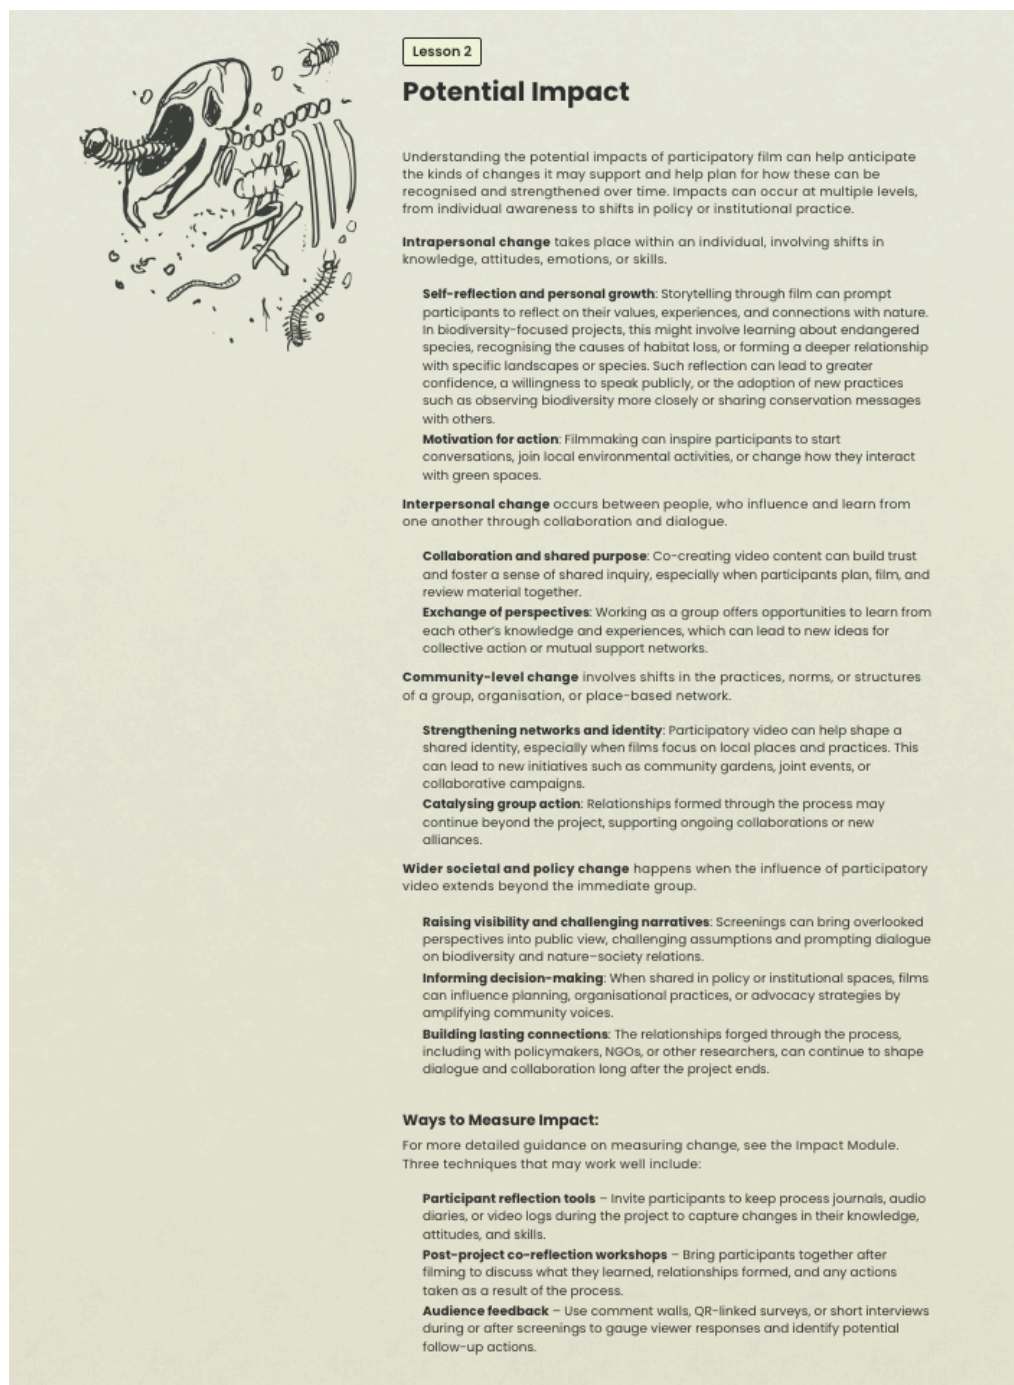 Lesson 2
Potential Impact
Understanding the potential impacts of participatory film can help anticipate
the kinds of changes it may support and help plan for how these can be
recognised and strengthened over time. Impacts can occur at multiple levels,
from individual awareness to shifts in policy or institutional practice.
Intrapersonal change takes place within an individual, involving shifts in
knowledge, attitudes, emotions, or skills.
Self-reflection and personal growth: Storytelling through film can prompt
participants to reflect on their values, experiences, and connections with nature.
In biodiversity-focused projects, this might involve learning about endangered
species, recognising the causes of habitat loss, or forming a deeper relationship
with specific landscapes or species. Such reflection can lead to greater
confidence, a willingness to speak publicly, or the adoption of new practices
such as observing biodiversity more closely or sharing conservation messages
with others.
Motivation for action: Filmmaking can inspire participants to start
conversations, join local environmental activities, or change how they interact
with green spaces.
Interpersonal change occurs between people, who influence and learn from
one another through collaboration and dialogue.
Collaboration and shared purpose: Co-creating video content can build trust
and foster a sense of shared inquiry, especially when participants plan, film, and
review material together.
Exchange of perspectives: Working as a group offers opportunities to learn from
each other's knowledge and experiences, which can lead to new ideas for
collective action or mutual support networks.
Community-level change involves shifts in the practices, norms, or structures
of a group, organisation, or place-based network.
Strengthening networks and identity: Participatory video can help shape a
shared identity, especially when films focus on local places and practices. This
can lead to new initiatives such as community gardens, joint events, or
collaborative campaigns.
Catalysing group action: Relationships formed through the process may
continue beyond the project, supporting ongoing collaborations or new
alliances.
Wider societal and policy change happens when the influence of participatory
video extends beyond the immediate group.
Raising visibility and challenging narratives: Screenings can bring overlooked
perspectives into public view, challenging assumptions and prompting dialogue
on biodiversity and nature–society relations.
Informing decision-making: When shared in policy or institutional spaces, films
can influence planning, organisational practices, or advocacy strategies by
amplifying community voices.
Building lasting connections: The relationships forged through the process,
including with policymakers, NGOs, or other researchers, can continue to shape
dialogue and collaboration long after the project ends.
Ways to Measure Impact:
For more detailed guidance on measuring change, see the Impact Module.
Three techniques that may work well include:
Participant reflection tools – Invite participants to keep process journals, audio
diaries, or video logs during the project to capture changes in their knowledge,
attitudes, and skills.
Post-project co-reflection workshops – Bring participants together after
filming to discuss what they learned, relationships formed, and any actions
taken as a result of the process.
Audience feedback – Use comment walls, QR-linked surveys, or short interviews
during or after screenings to gauge viewer responses and identify potential
follow-up actions.